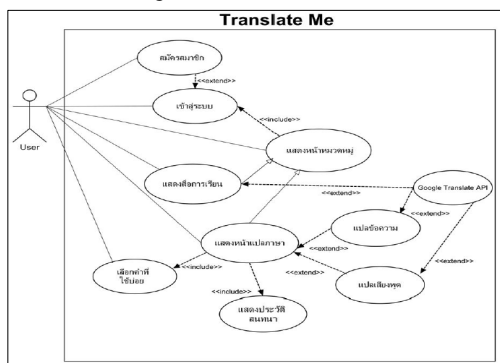 Translate Me
สมัครสมาชิก
<<extend>>
เข้าสู่ระบบ
<<include>>
User
แสดงหน้าหมวดหมู่
แสดงสื่อการเรียน
Google Translate API
<<extend>>
แปลข้อความ
<<extend>>
แสดงหน้าแปลภาษา
<<extend>>
<<extend>>
เลือกคำที่
ใช้บ่อย
<<include>>
<<extend>>
แปลเสียงพูด
<<include>>
แสดงประวัติ
สนทนา